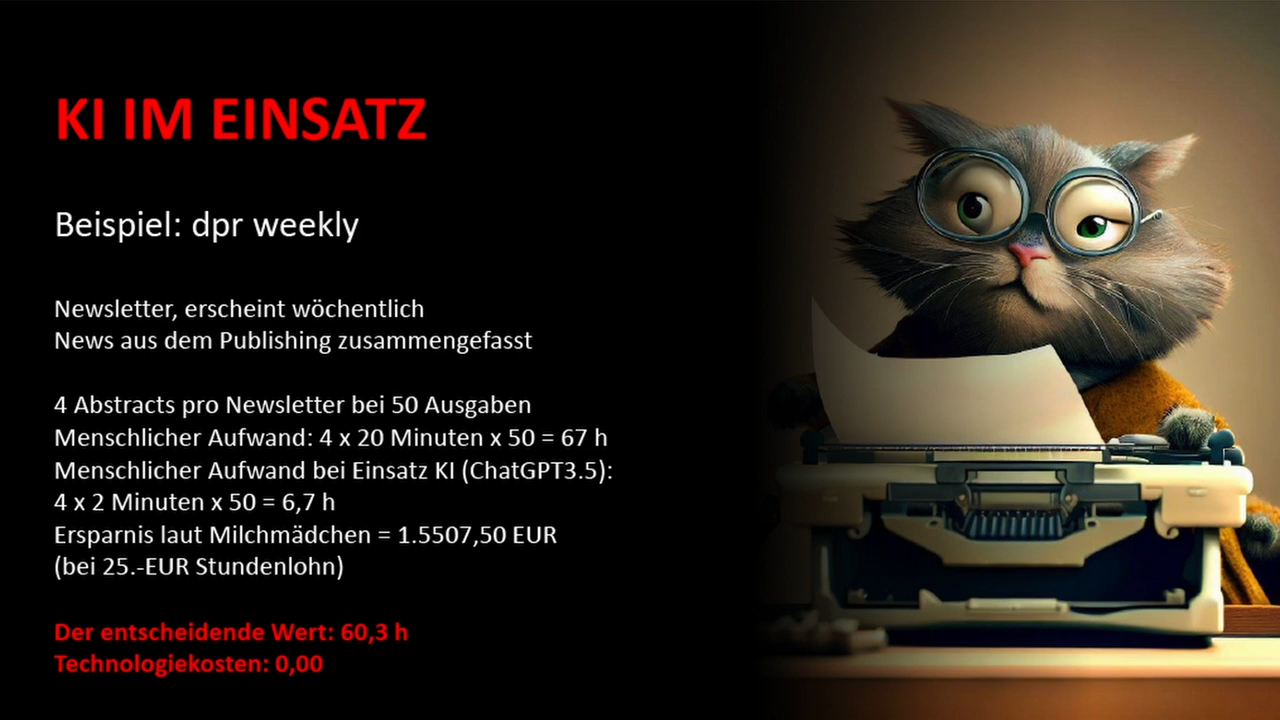 KI IM EINSATZ
Beispiel: dpr weekly
Newsletter, erscheint wöchentlich
News aus dem Publishing zusammengefasst
4 Abstracts pro Newsletter bei 50 Ausgaben
Menschlicher Aufwand: 4 x 20 Minuten x 50 = 67 h
Menschlicher Aufwand bei Einsatz KI (ChatGPT3.5):
4 x 2 Minuten x 50 = 6,7 h
Ersparnis laut Milchmädchen = 1.5507,50 EUR
(bei 25.-EUR Stundenlohn)
Der entscheidende Wert: 60,3 h
Technologiekosten: 0,00